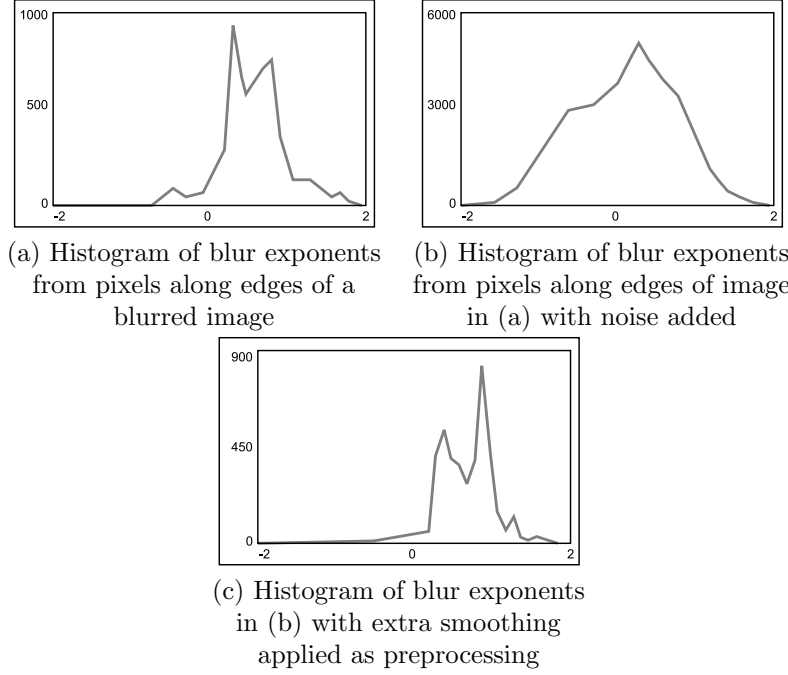 1000
500
0
-2 0 2
(a) Histogram of blur exponents
from pixels along edges of a
blurred image
6000
3000
0
-2 0 2
(b) Histogram of blur exponents
from pixels along edges of image
in (a) with noise added
900
450
0
-2 0 2
(c) Histogram of blur exponents
in (b) with extra smoothing
applied as preprocessing